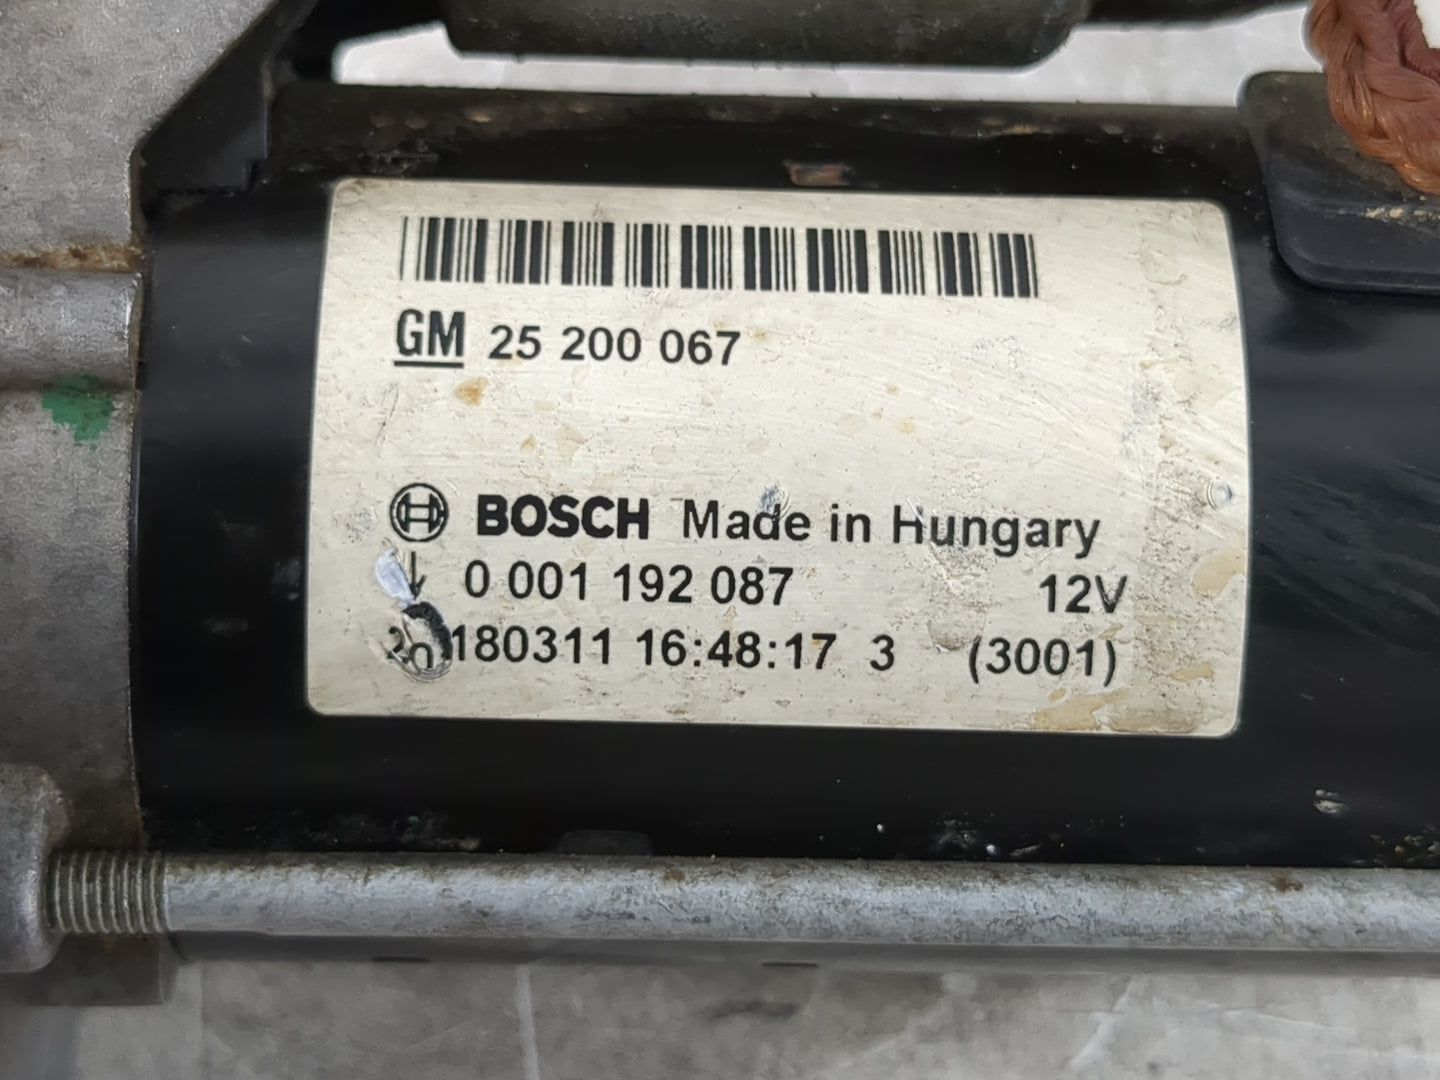 GM 25 200 067
BOSCH Made in Hungary
0 001 192 087 12V
180311 16:48:17 3 (3001)